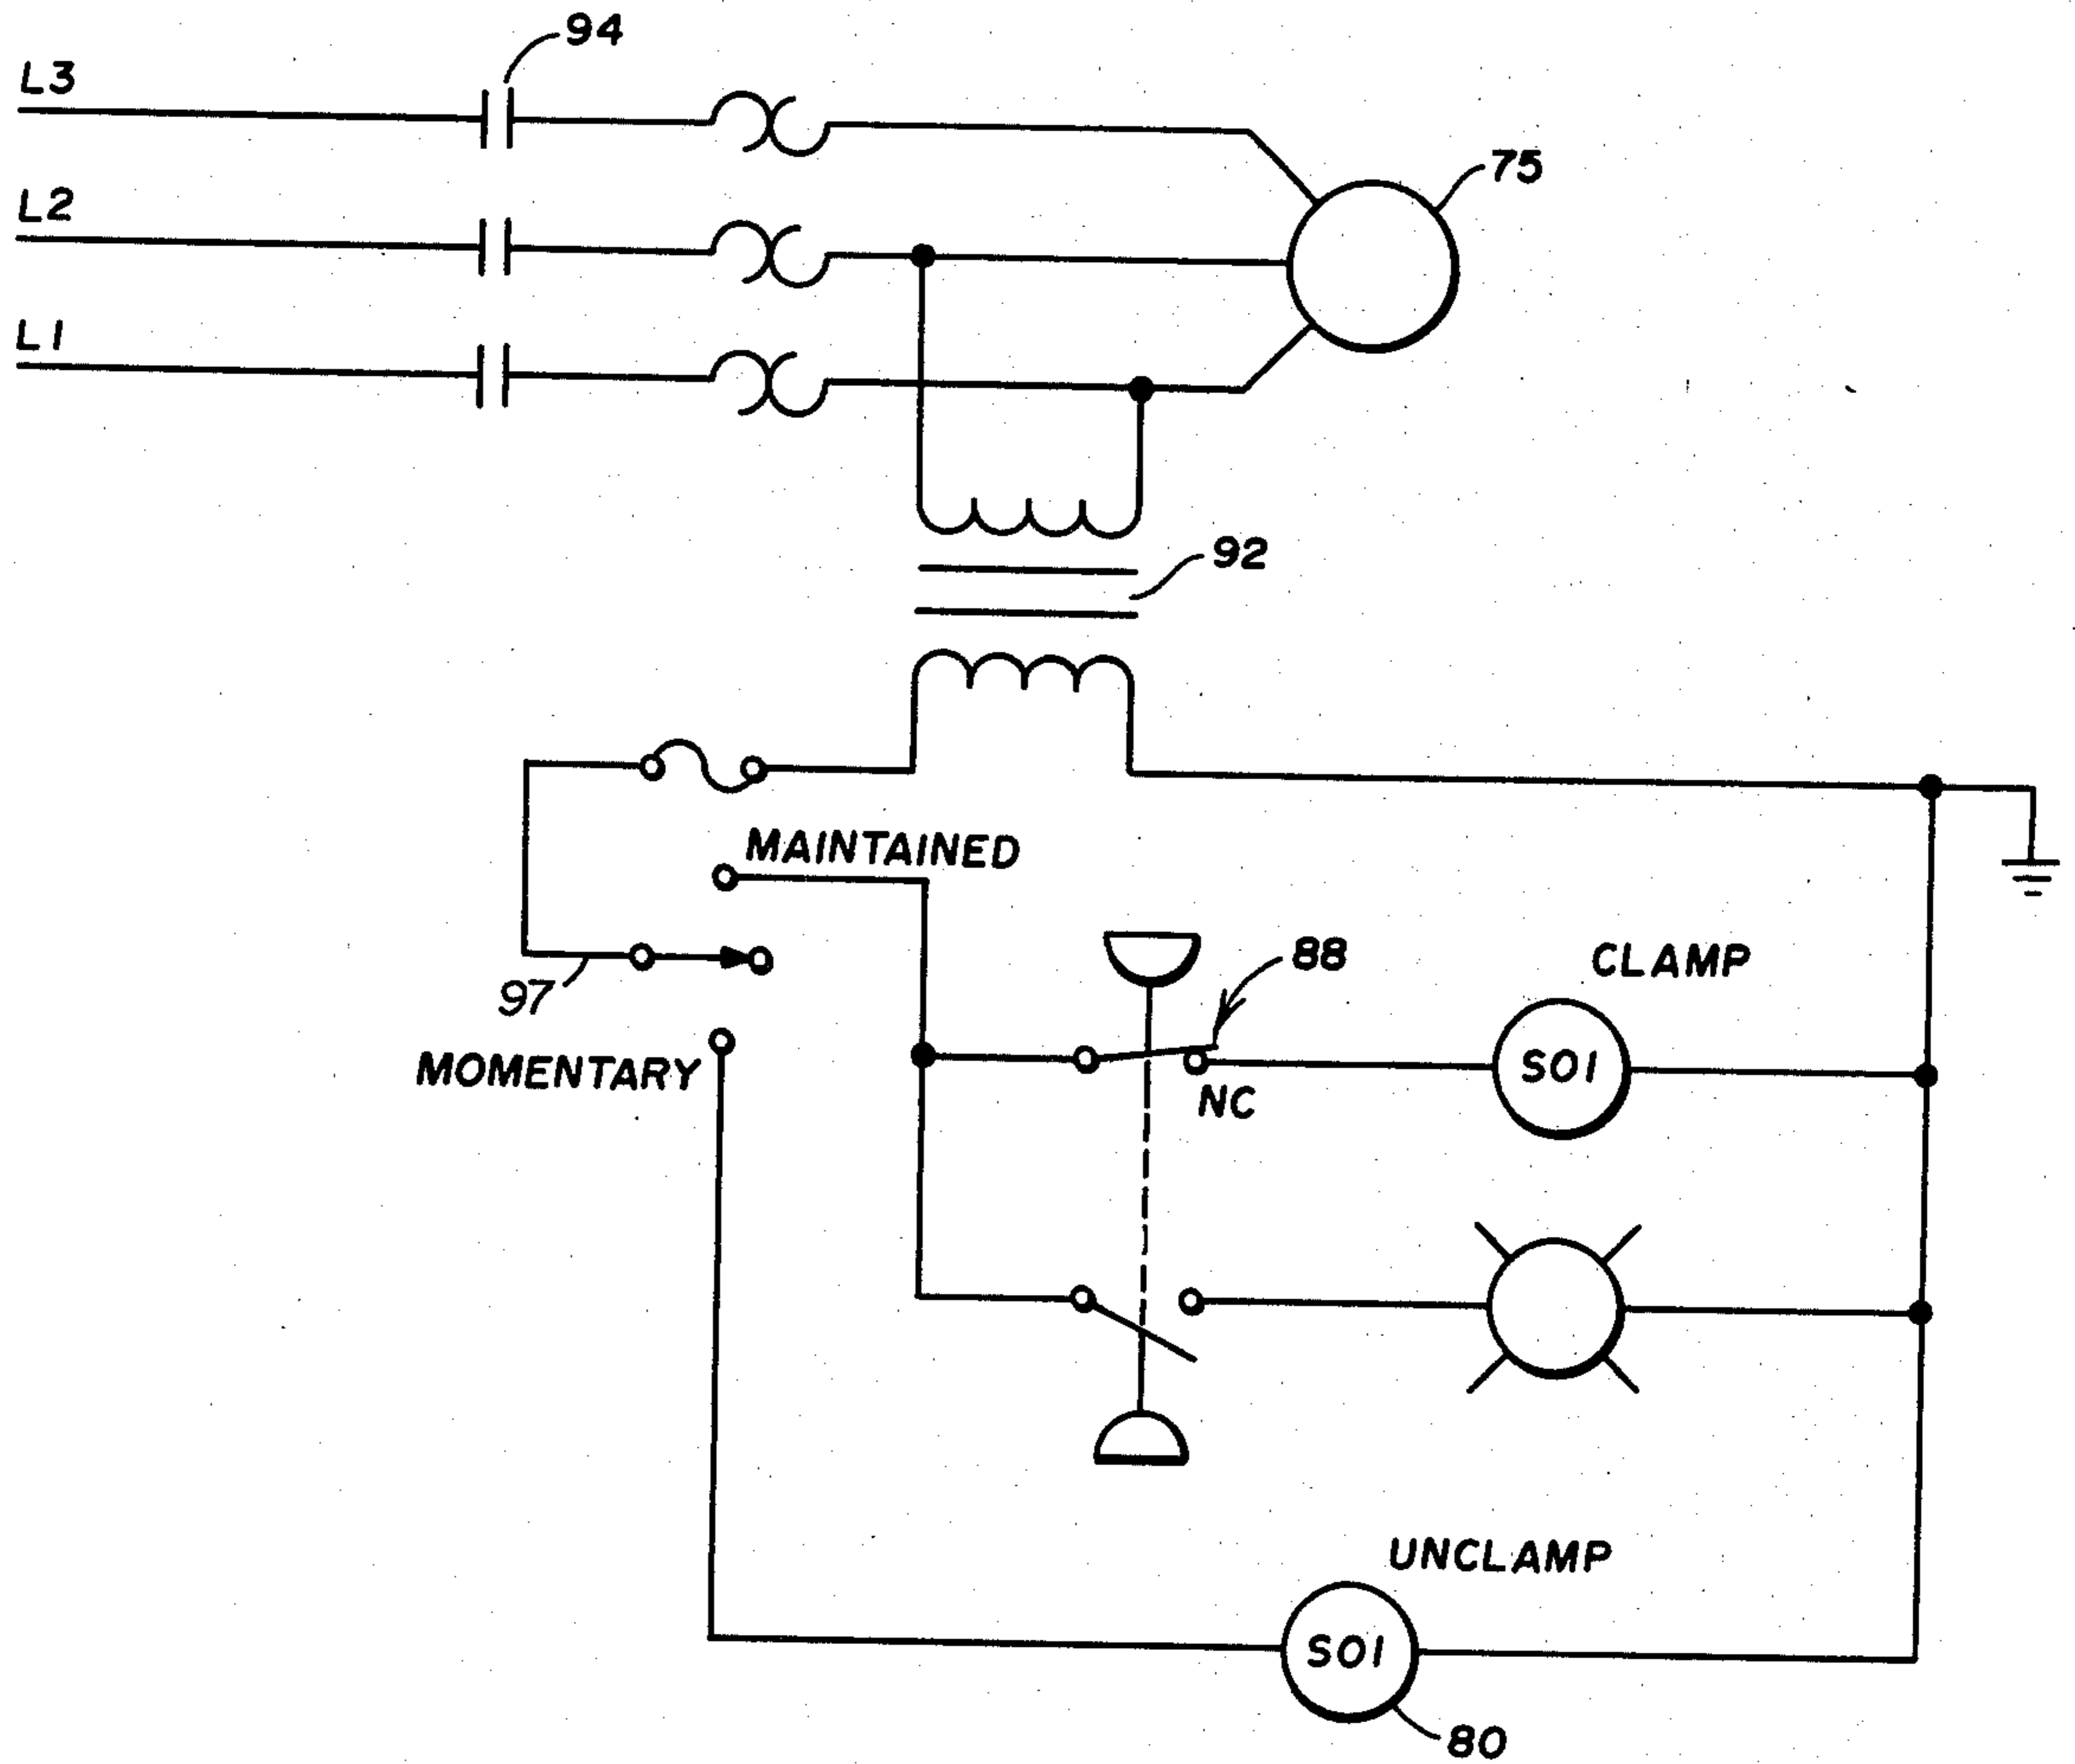 94
L3
75
L2
L1
92
MAINTAINED
88
CLAMP
97
SO1
MOMENTARY
NC
UNCLAMP
SO1
80